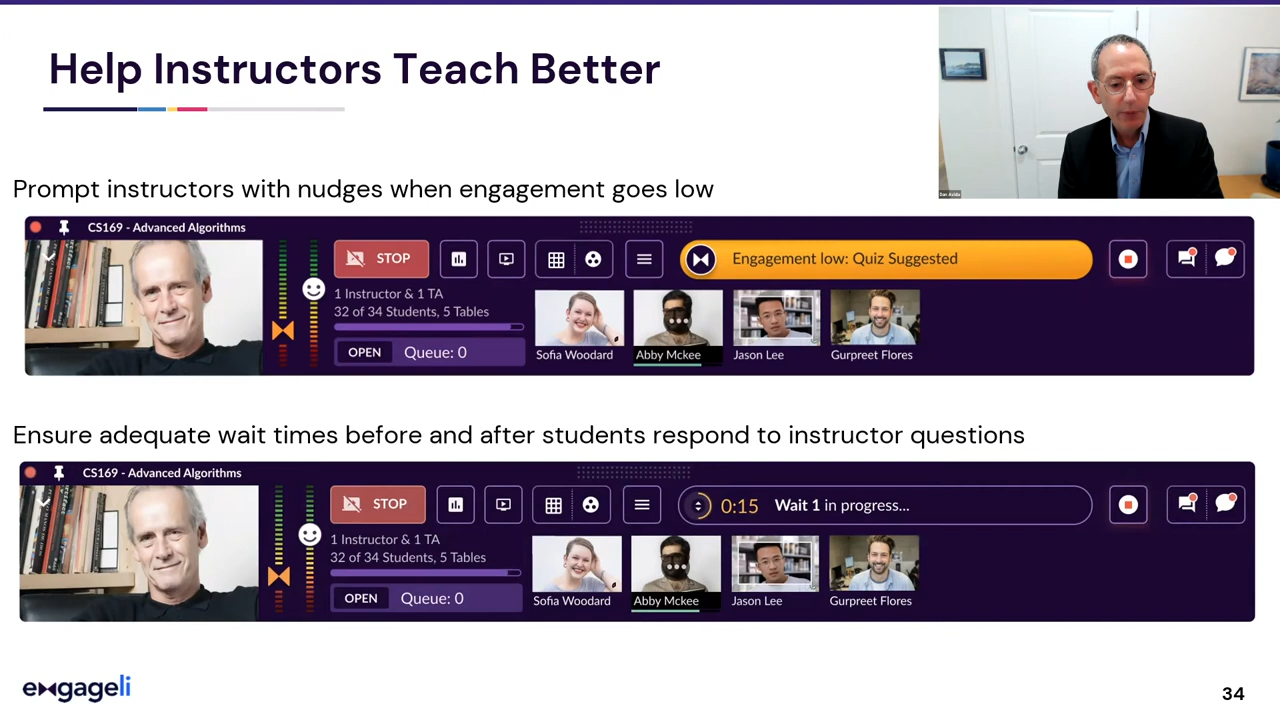 Help Instructors Teach Better
Dan Avida
Prompt instructors with nudges when engagement goes low
CS169 - Advanced Algorithms
STOP
Engagement low: Quiz Suggested
1 Instructor & 1 TA
32 of 34 Students, 5 Tables
OPEN Queue: 0
Sofia Woodard Abby Mckee Jason Lee Gurpreet Flores
Ensure adequate wait times before and after students respond to instructor questions
CS169 - Advanced Algorithms
STOP
0:15 Wait 1 in progress...
1 Instructor & 1 TA
32 of 34 Students, 5 Tables
OPEN Queue: 0
Sofia Woodard Abby Mckee Jason Lee Gurpreet Flores
engageli
34